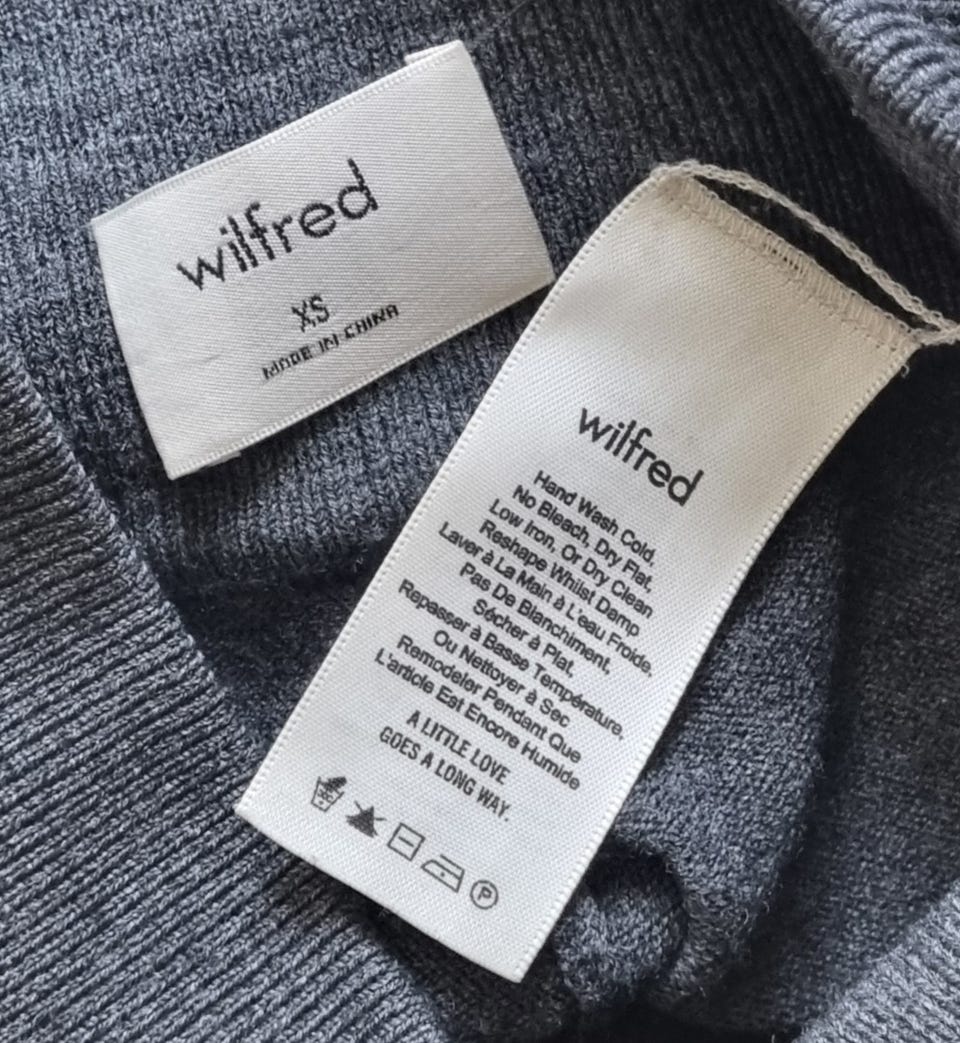 wilfred
XS
MADE IN CHINA
wilfred
Hand Wash Cold,
No Bleach, Dry Flat,
Low Iron, Or Dry Clean
Reshape Whilst Damp
Laver à La Main à L'eau Froide,
Pas De Blanchiment,
Sécher à Plat,
Repasser à Basse Température,
Ou Nettoyer à Sec
Remodeler Pendant Que
L'article Est Encore Humide
A LITTLE LOVE
GOES A LONG WAY.
P